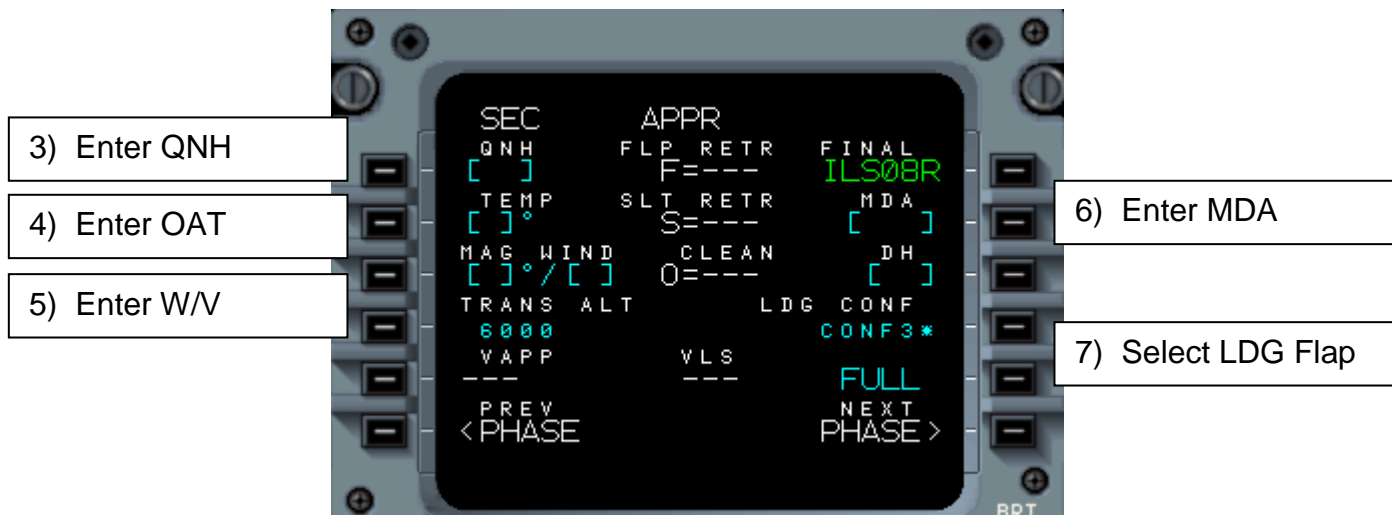 3) Enter QNH
4) Enter OAT
5) Enter W/V
SEC APPR
QNH FLP RETR FINAL
[ ] F=--- ILS08R
TEMP SLT RETR MDA
[ ]° S=--- [ ]
MAG WIND CLEAN DH
[ ]°/[ ] O=--- [ ]
TRANS ALT LDG CONF
6000 CONF3*
VAPP VLS
--- --- FULL
PREV NEXT
<PHASE PHASE>
BRT
6) Enter MDA
7) Select LDG Flap